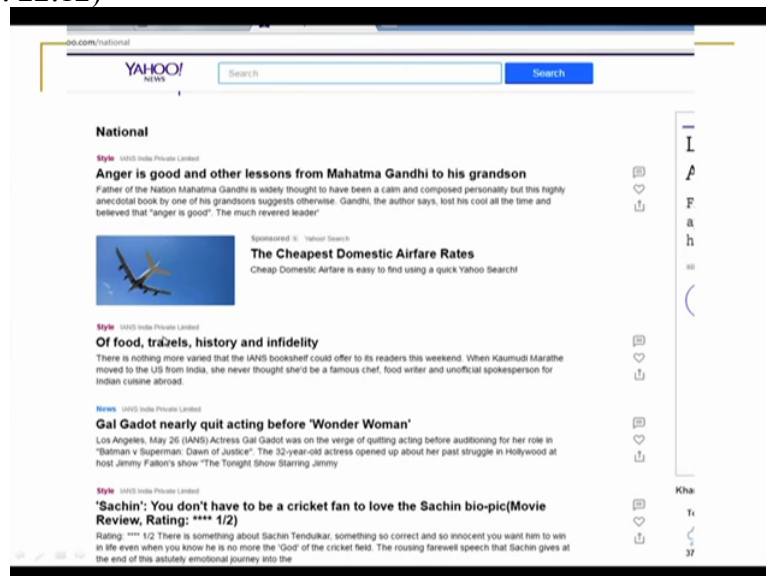 oo.com/national
YAHOO!
NEWS
Search
Search
National
Style IANS India Private Limited
Anger is good and other lessons from Mahatma Gandhi to his grandson
Father of the Nation Mahatma Gandhi is widely thought to have been a calm and composed personality but this highly
anecdotal book by one of his grandsons suggests otherwise. Gandhi, the author says, lost his cool all the time and
believed that "anger is good". The much revered leader'
Sponsored Yahoo! Search
The Cheapest Domestic Airfare Rates
Cheap Domestic Airfare is easy to find using a quick Yahoo Search!
Style IANS India Private Limited
Of food, travels, history and infidelity
There is nothing more varied that the IANS bookshelf could offer to its readers this weekend. When Kaumudi Marathe
moved to the US from India, she never thought she'd be a famous chef, food writer and unofficial spokesperson for
Indian cuisine abroad.
News IANS India Private Limited
Gal Gadot nearly quit acting before 'Wonder Woman'
Los Angeles, May 26 (IANS) Actress Gal Gadot was on the verge of quitting acting before auditioning for her role in
"Batman v Superman: Dawn of Justice". The 32-year-old actress opened up about her past struggle in Hollywood at
host Jimmy Fallon's show "The Tonight Show Starring Jimmy
Style IANS India Private Limited
'Sachin': You don't have to be a cricket fan to love the Sachin bio-pic(Movie
Review, Rating: **** 1/2)
Rating: **** 1/2 There is something about Sachin Tendulkar, something so correct and so innocent you want him to win
in life even when you know he is no more the 'God' of the cricket field. The rousing farewell speech that Sachin gives at
the end of this astutely emotional journey into the
L
A
F
a
h
Kha
37